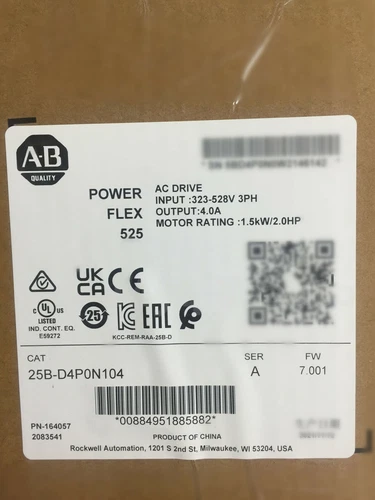 A-B
QUALITY
POWER
FLEX
525
AC DRIVE
INPUT :323-528V 3PH
OUTPUT:4.0A
MOTOR RATING :1.5kW/2.0HP
UK
CA
CE
c UL US
LISTED
IND. CONT. EQ.
E59272
25
EAC
KCC-REM-RAA-25B-D
CAT
25B-D4P0N104
SER
A
FW
7.001
PN-164057
2083541
*00884951885882*
PRODUCT OF CHINA
Rockwell Automation, 1201 S 2nd St. Milwaukee, WI 53204, USA